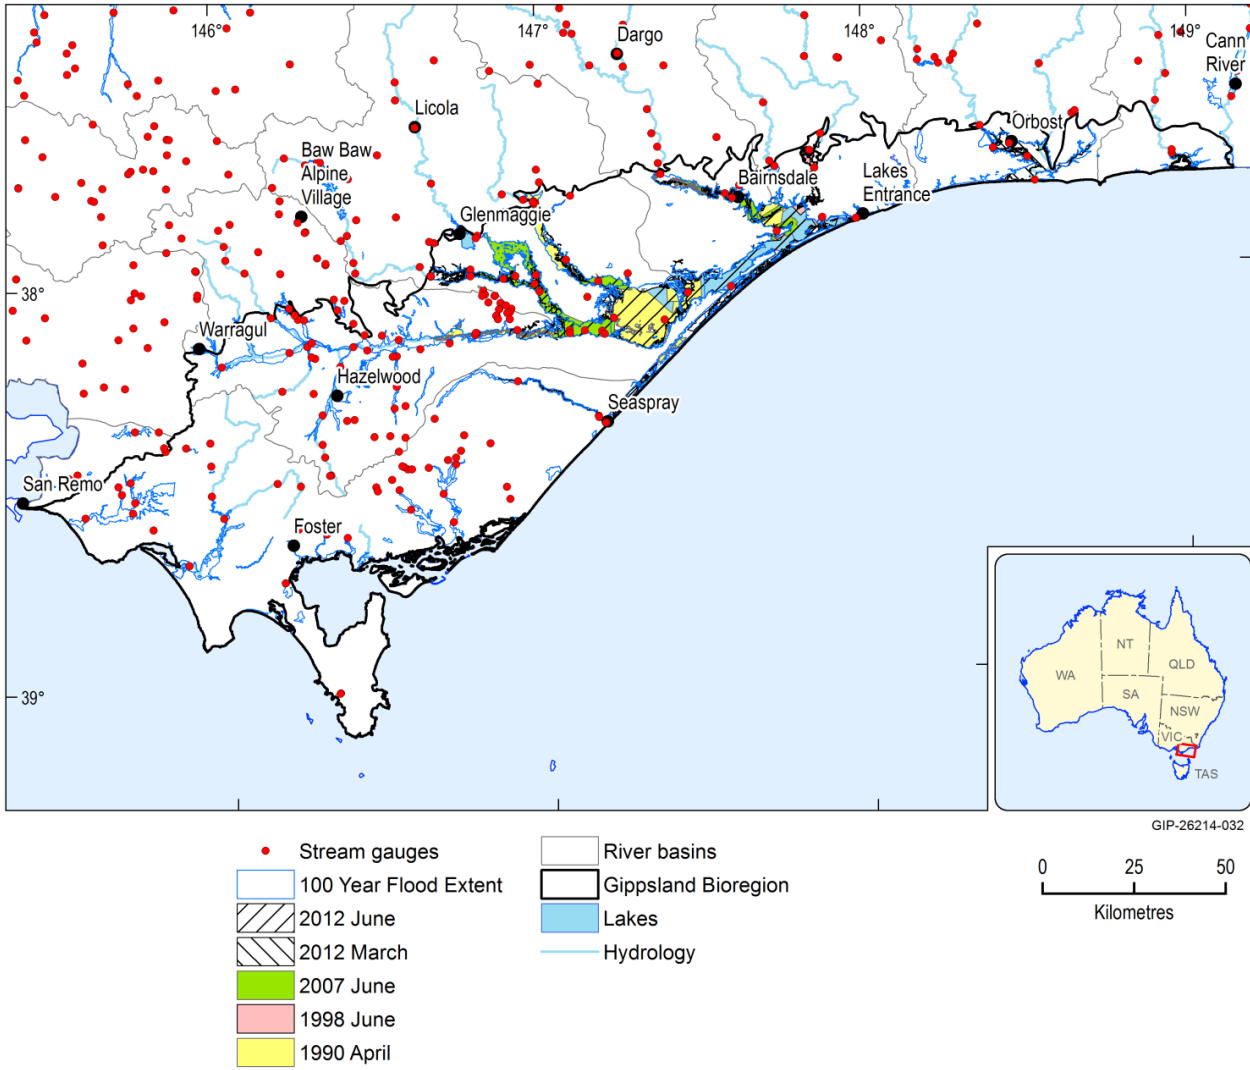 146°
147°
148°
149°
Dargo
Cann
River
Licola
Orbost
Baw Baw
Alpine
Village
Bairnsdale
Lakes
Entrance
Glenmaggie
38°
Warragul
Hazelwood
Seaspray
San Remo
Foster
39°
NT
QLD
WA
SA
NSW
VIC
TAS
GIP-26214-032
Stream gauges
100 Year Flood Extent
2012 June
2012 March
2007 June
1998 June
1990 April
River basins
Gippsland Bioregion
Lakes
Hydrology
0 25 50
Kilometres